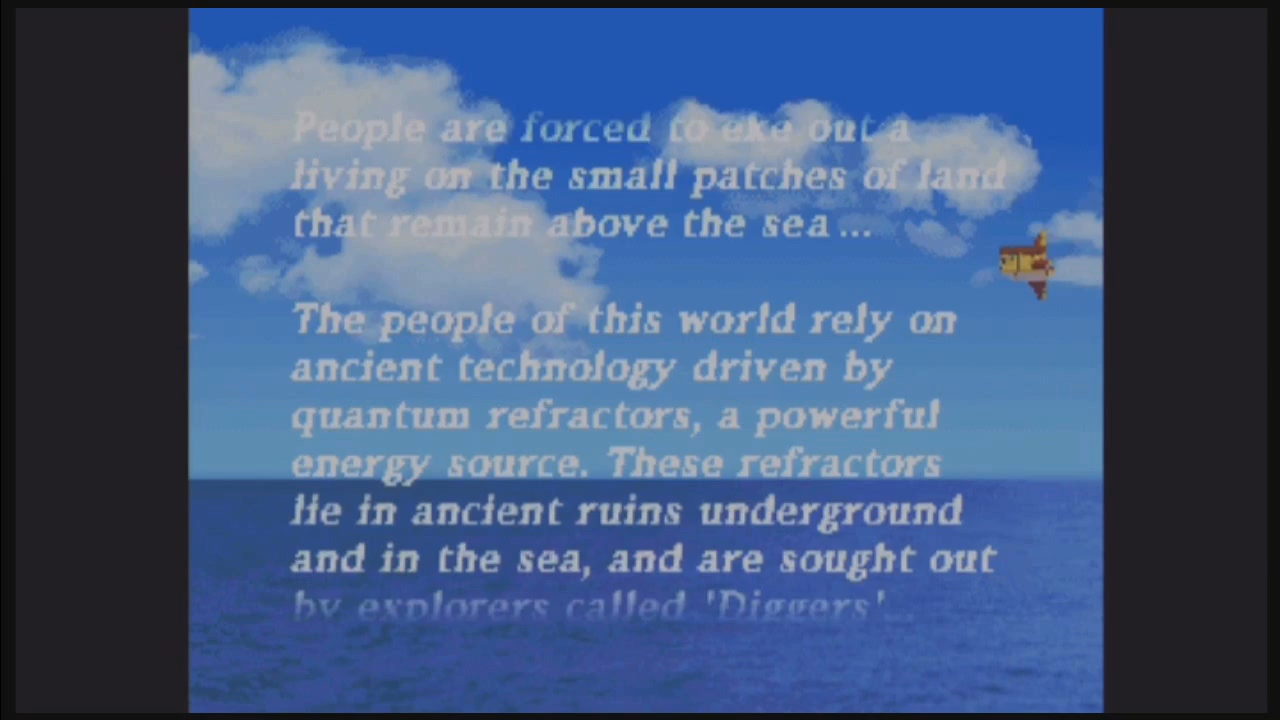 People are forced to eke out a
living on the small patches of land
that remain above the sea...
The people of this world rely on
ancient technology driven by
quantum refractors, a powerful
energy source. These refractors
lie in ancient ruins underground
and in the sea, and are sought out
by explorers called 'Diggers'